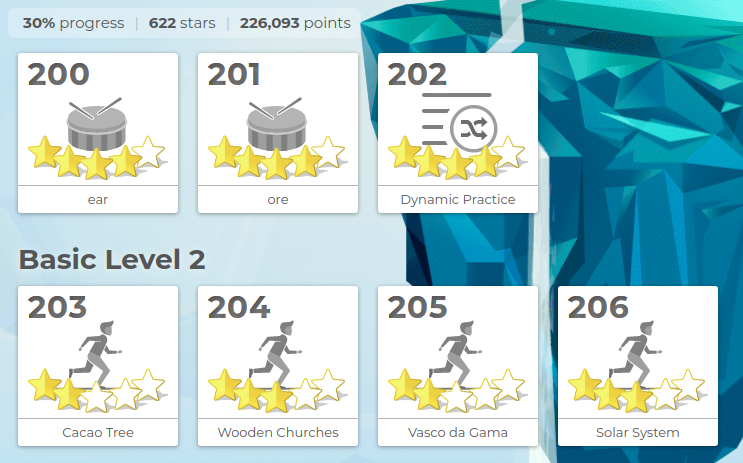 30% progress | 622 stars | 226,093 points
200 201 202
ear ore Dynamic Practice
Basic Level 2
203 204 205 206
Cacao Tree Wooden Churches Vasco da Gama Solar System